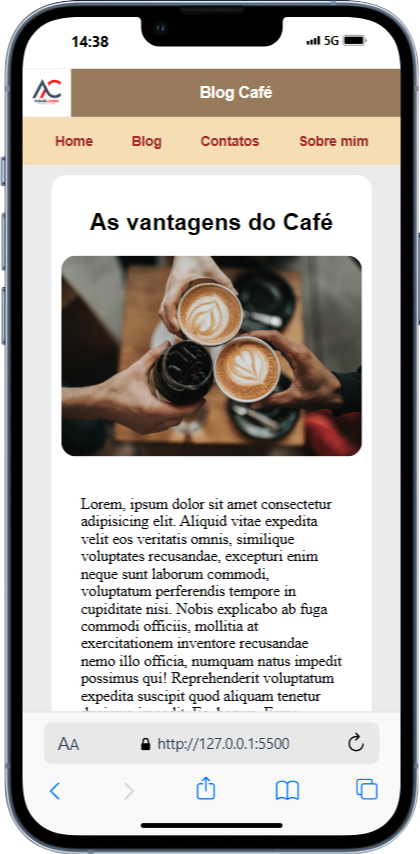 14:38
5G
AC
Blog Café
Home Blog Contatos Sobre mim
As vantagens do Café
Lorem, ipsum dolor sit amet consectetur
adipisicing elit. Aliquid vitae expedita
velit eos veritatis omnis, similique
voluptates recusandae, excepturi enim
neque sunt laborum commodi,
voluptatum perferendis tempore in
cupiditate nisi. Nobis explicabo ab fuga
commodi officiis, mollitia at
exercitationem inventore recusandae
nemo illo officia, numquam natus impedit
possimus qui! Reprehenderit voluptatum
expedita suscipit quod aliquam tenetur
AA http://127.0.0.1:5500